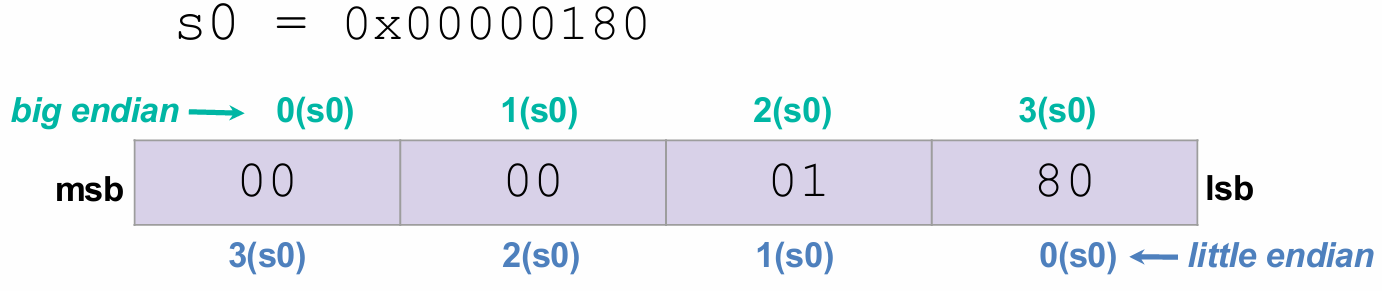 s0 = 0x00000180
big endian → 0(s0) 1(s0) 2(s0) 3(s0)
msb 00 00 01 80 lsb
3(s0) 2(s0) 1(s0) 0(s0) ← little endian